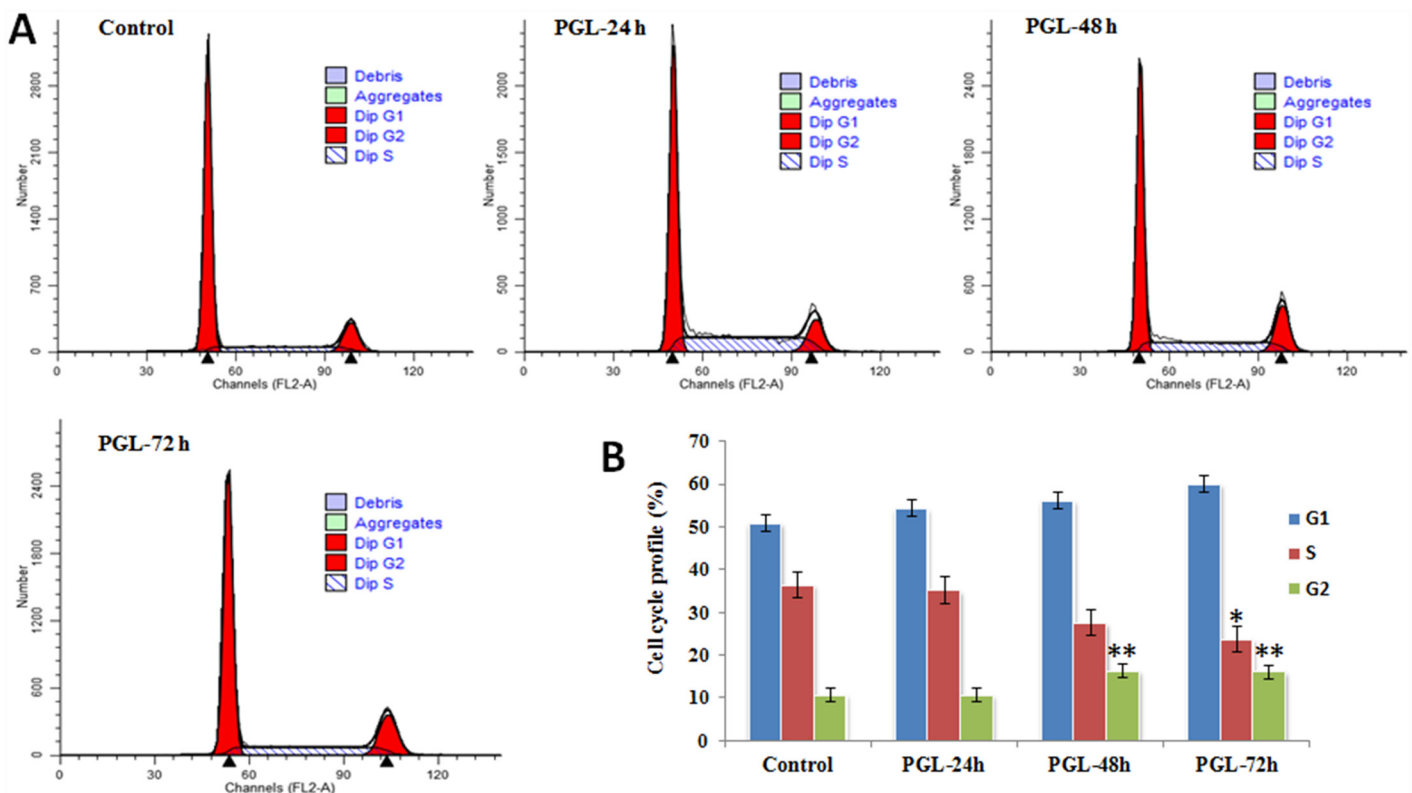 A
Control
Number
2800
2100
1400
700
0
Debris
Aggregates
Dip G1
Dip G2
Dip S
0 30 60 90 120
Channels (FL2-A)
PGL-24h
Number
2000
1500
1000
500
0
Debris
Aggregates
Dip G1
Dip G2
Dip S
0 30 60 90 120
Channels (FL2-A)
PGL-48h
Number
2400
1800
1200
600
0
Debris
Aggregates
Dip G1
Dip G2
Dip S
0 30 60 90 120
Channels (FL2-A)
PGL-72h
Number
2400
1800
1200
600
0
Debris
Aggregates
Dip G1
Dip G2
Dip S
0 60 90 120
Channels (FL2-A)
B
Cell cycle profile (%)
70
60
50
40
30
20
10
0
**
*
**
G1
S
G2
Control PGL-24h PGL-48h PGL-72h